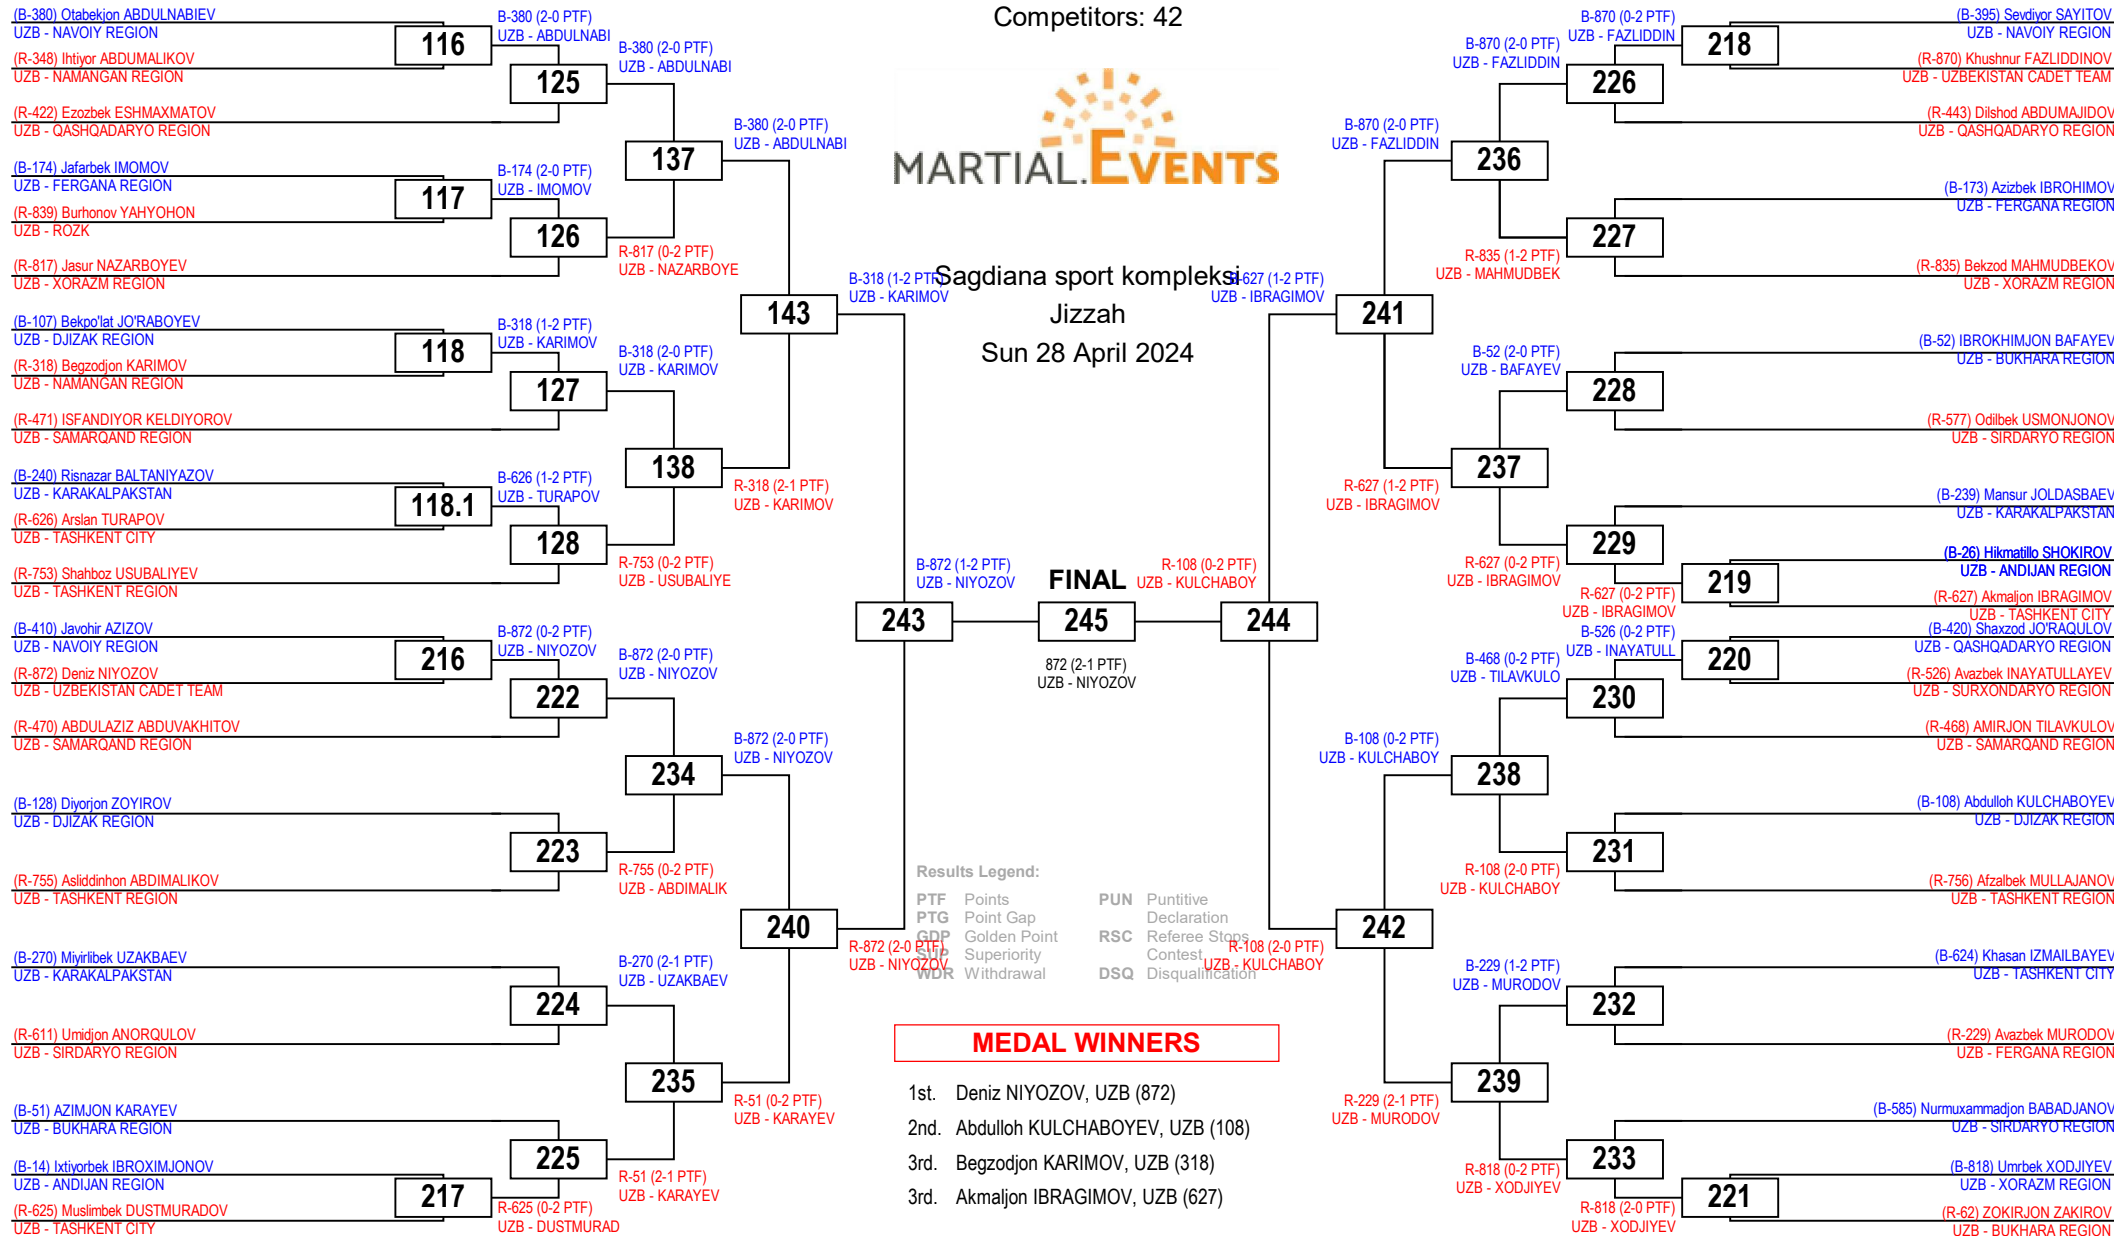 Competitors: 42
MARTIAL.EVENTS
Sagdiana sport kompleksi
Jizzah
Sun 28 April 2024
(B-380) Otabekjon ABDULNABIEV
UZB - NAVOIY REGION
(R-348) Ihtiyor ABDUMALIKOV
UZB - NAMANGAN REGION
(R-422) Ezozbek ESHMAXMATOV
UZB - QASHQADARYO REGION
(B-174) Jafarbek IMOMOV
UZB - FERGANA REGION
(R-839) Burhonov YAHYOHON
UZB - ROZK
(R-817) Jasur NAZARBOYEV
UZB - XORAZM REGION
(B-107) Bekpo'lat JO'RABOYEV
UZB - DJIZAK REGION
(R-318) Begzodjon KARIMOV
UZB - NAMANGAN REGION
(R-471) ISFANDIYOR KELDIYOROV
UZB - SAMARQAND REGION
(B-240) Risnazar BALTANIYAZOV
UZB - KARAKALPAKSTAN
(R-626) Arslan TURAPOV
UZB - TASHKENT CITY
(R-753) Shahboz USUBALIYEV
UZB - TASHKENT REGION
(B-410) Javohir AZIZOV
UZB - NAVOIY REGION
(R-872) Deniz NIYOZOV
UZB - UZBEKISTAN CADET TEAM
(R-470) ABDULAZIZ ABDUVAKHITOV
UZB - SAMARQAND REGION
(B-128) Diyorjon ZOYIROV
UZB - DJIZAK REGION
(R-755) Asliddinhon ABDIMALIKOV
UZB - TASHKENT REGION
(B-270) Miyirlibek UZAKBAEV
UZB - KARAKALPAKSTAN
(R-611) Umidjon ANORQULOV
UZB - SIRDARYO REGION
(B-51) AZIMJON KARAYEV
UZB - BUKHARA REGION
(B-14) Ixtiyorbek IBROXIMJONOV
UZB - ANDIJAN REGION
(R-625) Muslimbek DUSTMURADOV
UZB - TASHKENT CITY
116
117
118
118.1
216
217
B-380 (2-0 PTF)
UZB - ABDULNABI
B-174 (2-0 PTF)
UZB - IMOMOV
B-318 (1-2 PTF)
UZB - KARIMOV
B-626 (1-2 PTF)
UZB - TURAPOV
B-872 (0-2 PTF)
UZB - NIYOZOV
R-625 (0-2 PTF)
UZB - DUSTMURAD
125
126
127
128
222
223
224
225
B-380 (2-0 PTF)
UZB - ABDULNABI
R-817 (0-2 PTF)
UZB - NAZARBOYE
B-318 (2-0 PTF)
UZB - KARIMOV
R-753 (0-2 PTF)
UZB - USUBALIYE
B-872 (2-0 PTF)
UZB - NIYOZOV
R-755 (0-2 PTF)
UZB - ABDIMALIK
B-270 (2-1 PTF)
UZB - UZAKBAEV
R-51 (2-1 PTF)
UZB - KARAYEV
137
138
234
235
B-380 (2-0 PTF)
UZB - ABDULNABI
R-318 (2-1 PTF)
UZB - KARIMOV
B-872 (2-0 PTF)
UZB - NIYOZOV
R-51 (0-2 PTF)
UZB - KARAYEV
143
240
B-318 (1-2 PTF)
UZB - KARIMOV
R-872 (2-0 PTF)
UZB - NIYOZOV
243
B-872 (1-2 PTF)
UZB - NIYOZOV
FINAL
245
872 (2-1 PTF)
UZB - NIYOZOV
R-108 (0-2 PTF)
UZB - KULCHABOY
244
B-627 (1-2 PTF)
UZB - IBRAGIMOV
R-108 (2-0 PTF)
UZB - KULCHABOY
241
242
B-870 (2-0 PTF)
UZB - FAZLIDDIN
R-627 (1-2 PTF)
UZB - IBRAGIMOV
B-108 (0-2 PTF)
UZB - KULCHABOY
R-229 (2-1 PTF)
UZB - MURODOV
236
237
238
239
B-870 (2-0 PTF)
UZB - FAZLIDDIN
R-835 (1-2 PTF)
UZB - MAHMUDBEK
B-52 (2-0 PTF)
UZB - BAFAYEV
R-627 (0-2 PTF)
UZB - IBRAGIMOV
B-468 (0-2 PTF)
UZB - TILAVKULO
R-108 (2-0 PTF)
UZB - KULCHABOY
B-229 (1-2 PTF)
UZB - MURODOV
R-818 (0-2 PTF)
UZB - XODJIYEV
226
227
228
229
230
231
232
233
B-870 (0-2 PTF)
UZB - FAZLIDDIN
R-627 (0-2 PTF)
UZB - IBRAGIMOV
B-526 (0-2 PTF)
UZB - INAYATULL
R-818 (2-0 PTF)
UZB - XODJIYEV
218
219
220
221
(B-395) Sevdiyor SAYITOV
UZB - NAVOIY REGION
(R-870) Khushnur FAZLIDDINOV
UZB - UZBEKISTAN CADET TEAM
(R-443) Dilshod ABDUMAJIDOV
UZB - QASHQADARYO REGION
(B-173) Azizbek IBROHIMOV
UZB - FERGANA REGION
(R-835) Bekzod MAHMUDBEKOV
UZB - XORAZM REGION
(B-52) IBROKHIMJON BAFAYEV
UZB - BUKHARA REGION
(R-577) Odilbek USMONJONOV
UZB - SIRDARYO REGION
(B-239) Mansur JOLDASBAEV
UZB - KARAKALPAKSTAN
(B-26) Hikmatillo SHOKIROV
UZB - ANDIJAN REGION
(R-627) Akmaljon IBRAGIMOV
UZB - TASHKENT CITY
(B-420) Shaxzod JO'RAQULOV
UZB - QASHQADARYO REGION
(R-526) Avazbek INAYATULLAYEV
UZB - SURXONDARYO REGION
(R-468) AMIRJON TILAVKULOV
UZB - SAMARQAND REGION
(B-108) Abdulloh KULCHABOYEV
UZB - DJIZAK REGION
(R-756) Afzalbek MULLAJANOV
UZB - TASHKENT REGION
(B-624) Khasan IZMAILBAYEV
UZB - TASHKENT CITY
(R-229) Avazbek MURODOV
UZB - FERGANA REGION
(B-585) Nurmuxammadjon BABADJANOV
UZB - SIRDARYO REGION
(B-818) Umrbek XODJIYEV
UZB - XORAZM REGION
(R-62) ZOKIRJON ZAKIROV
UZB - BUKHARA REGION
Results Legend:
PTF Points PUN Puntitive
PTG Point Gap Declaration
GDP Golden Point RSC Referee Stops
SUP Superiority Contest
WDR Withdrawal DSQ Disqualification
MEDAL WINNERS
1st. Deniz NIYOZOV, UZB (872)
2nd. Abdulloh KULCHABOYEV, UZB (108)
3rd. Begzodjon KARIMOV, UZB (318)
3rd. Akmaljon IBRAGIMOV, UZB (627)